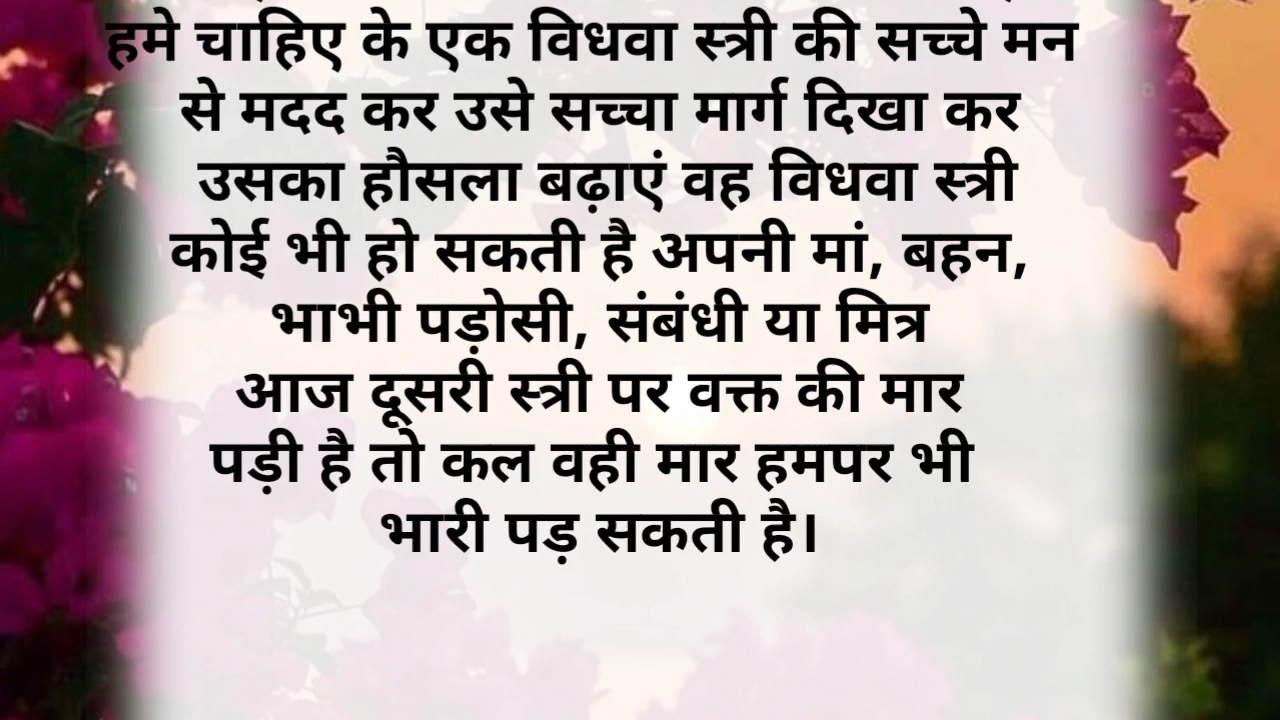 हमे चाहिए के एक विधवा स्त्री की सच्चे मन
से मदद कर उसे सच्चा मार्ग दिखा कर
उसका हौसला बढ़ाएं वह विधवा स्त्री
कोई भी हो सकती है अपनी मां, बहन,
भाभी पड़ोसी, संबंधी या मित्र
आज दूसरी स्त्री पर वक्त की मार
पड़ी है तो कल वही मार हमपर भी
भारी पड़ सकती है।